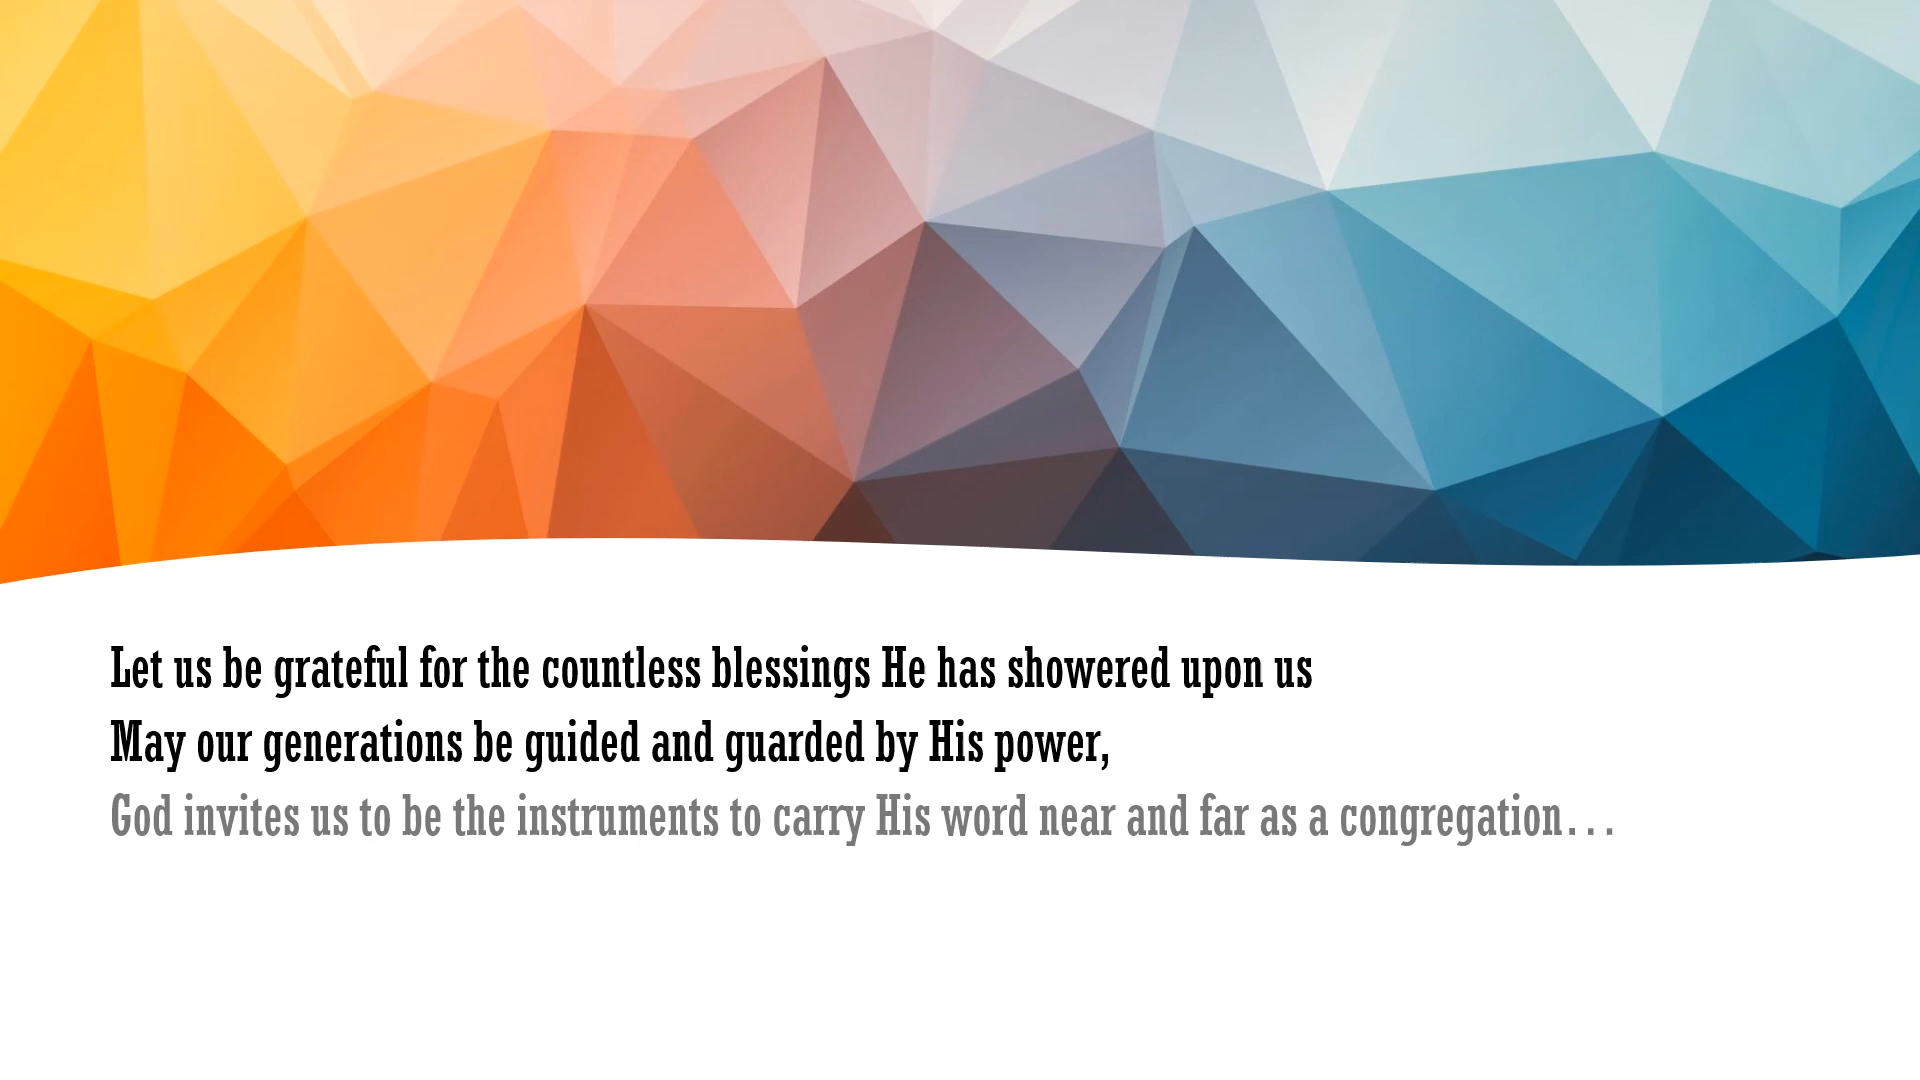 Let us be grateful for the countless blessings He has showered upon us
May our generations be guided and guarded by His power,
God invites us to be the instruments to carry His word near and far as a congregation…